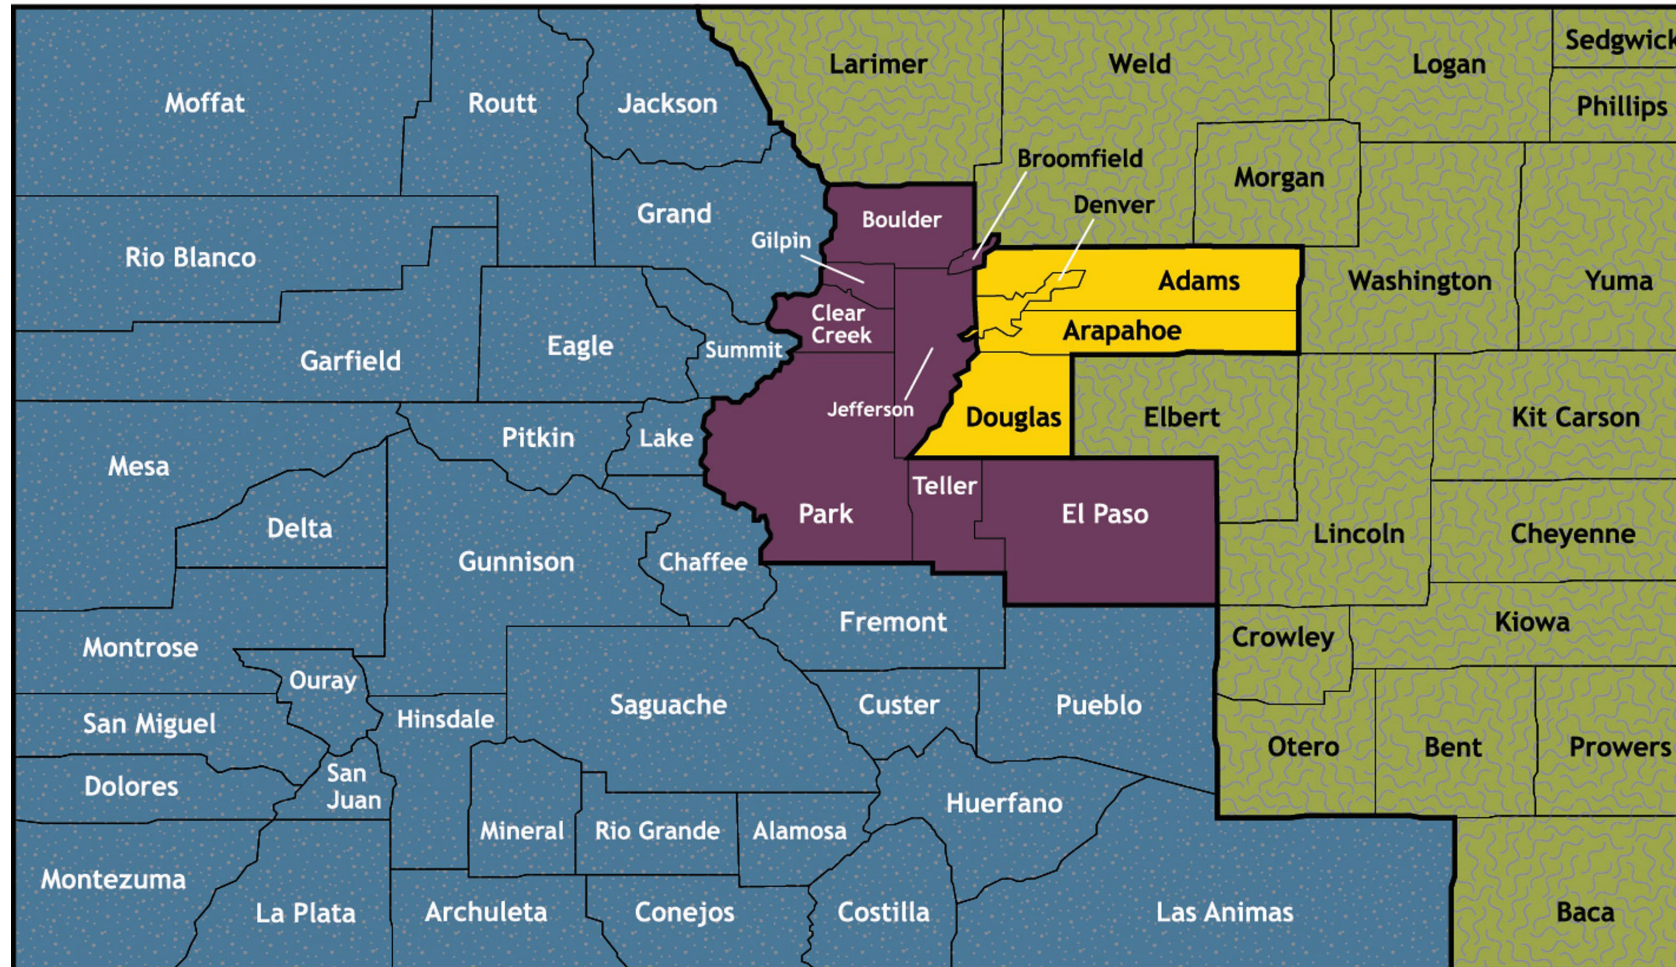 Larimer
Weld
Logan
Sedgwick
Moffat
Routt
Jackson
Phillips
Broomfield
Morgan
Denver
Grand
Boulder
Gilpin
Rio Blanco
Adams
Washington
Yuma
Clear
Creek
Arapahoe
Eagle
Summit
Garfield
Jefferson
Douglas
Elbert
Kit Carson
Pitkin
Lake
Mesa
Teller
Park
El Paso
Delta
Lincoln
Cheyenne
Gunnison
Chaffee
Fremont
Kiowa
Crowley
Montrose
Ouray
Saguache
Custer
Pueblo
Hinsdale
San Miguel
Otero
Bent
Prowers
San
Juan
Dolores
Huerfano
Mineral
Rio Grande
Alamosa
Montezuma
La Plata
Archuleta
Conejos
Costilla
Las Animas
Baca